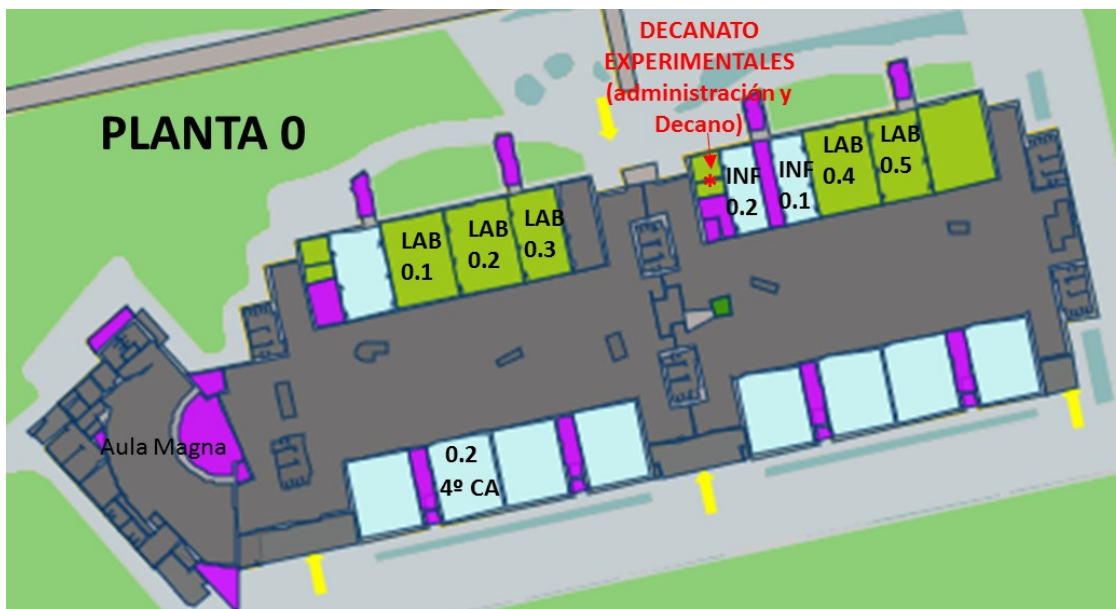 DECANATO
EXPERIMENTALES
(administración y
Decano)
PLANTA 0
*
INF
0.2
INF
0.1
LAB
0.4
LAB
0.5
LAB
0.1
LAB
0.2
LAB
0.3
Aula Magna
0.2
4º CA